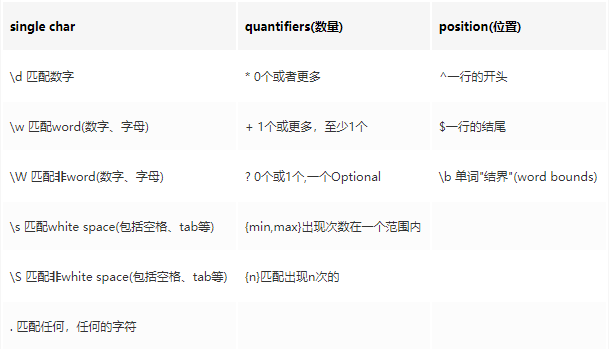 single char quantifiers(数量) position(位置)
\d 匹配数字 * 0个或者更多 ^一行的开头
\w 匹配word(数字、字母) + 1个或更多，至少1个 $一行的结尾
\W 匹配非word(数字、字母) ? 0个或1个,一个Optional \b 单词"结界"(word bounds)
\s 匹配white space(包括空格、tab等) {min,max}出现次数在一个范围内
\S 匹配非white space(包括空格、tab等) {n}匹配出现n次的
. 匹配任何，任何的字符